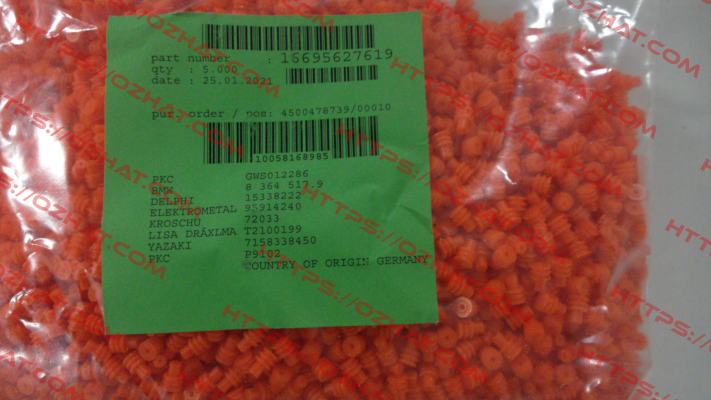 part number : 16695627619
qty : 5.000
date : 25.01.2021
pur. order / pos: 4500478739/00010
10058168985
PKC GWS012286
BMW 8 364 517.9
DELPHI 15338222
ELEKTROMETAL 95914240
KROSCHU 72033
LISA DRÄXLMA T2100199
YAZAKI 7158338450
PKC P9102
COUNTRY OF ORIGIN GERMANY
HTTPS://OZHAT.COM